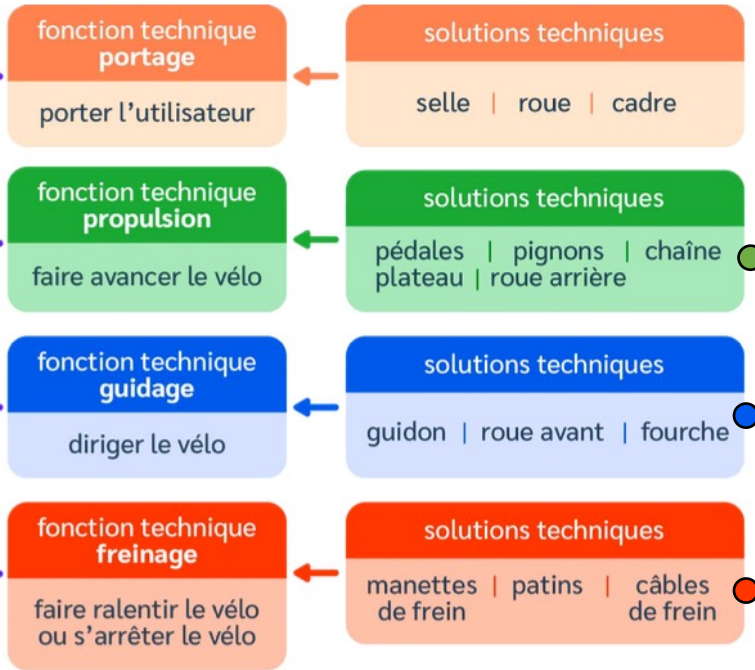 fonction technique
portage
porter l'utilisateur
solutions techniques
selle | roue | cadre
fonction technique
propulsion
faire avancer le vélo
solutions techniques
pédales | pignons | chaîne
plateau | roue arrière
fonction technique
guidage
diriger le vélo
solutions techniques
guidon | roue avant | fourche
fonction technique
freinage
faire ralentir le vélo
ou s'arrêter le vélo
solutions techniques
manettes | patins | câbles
de frein de frein